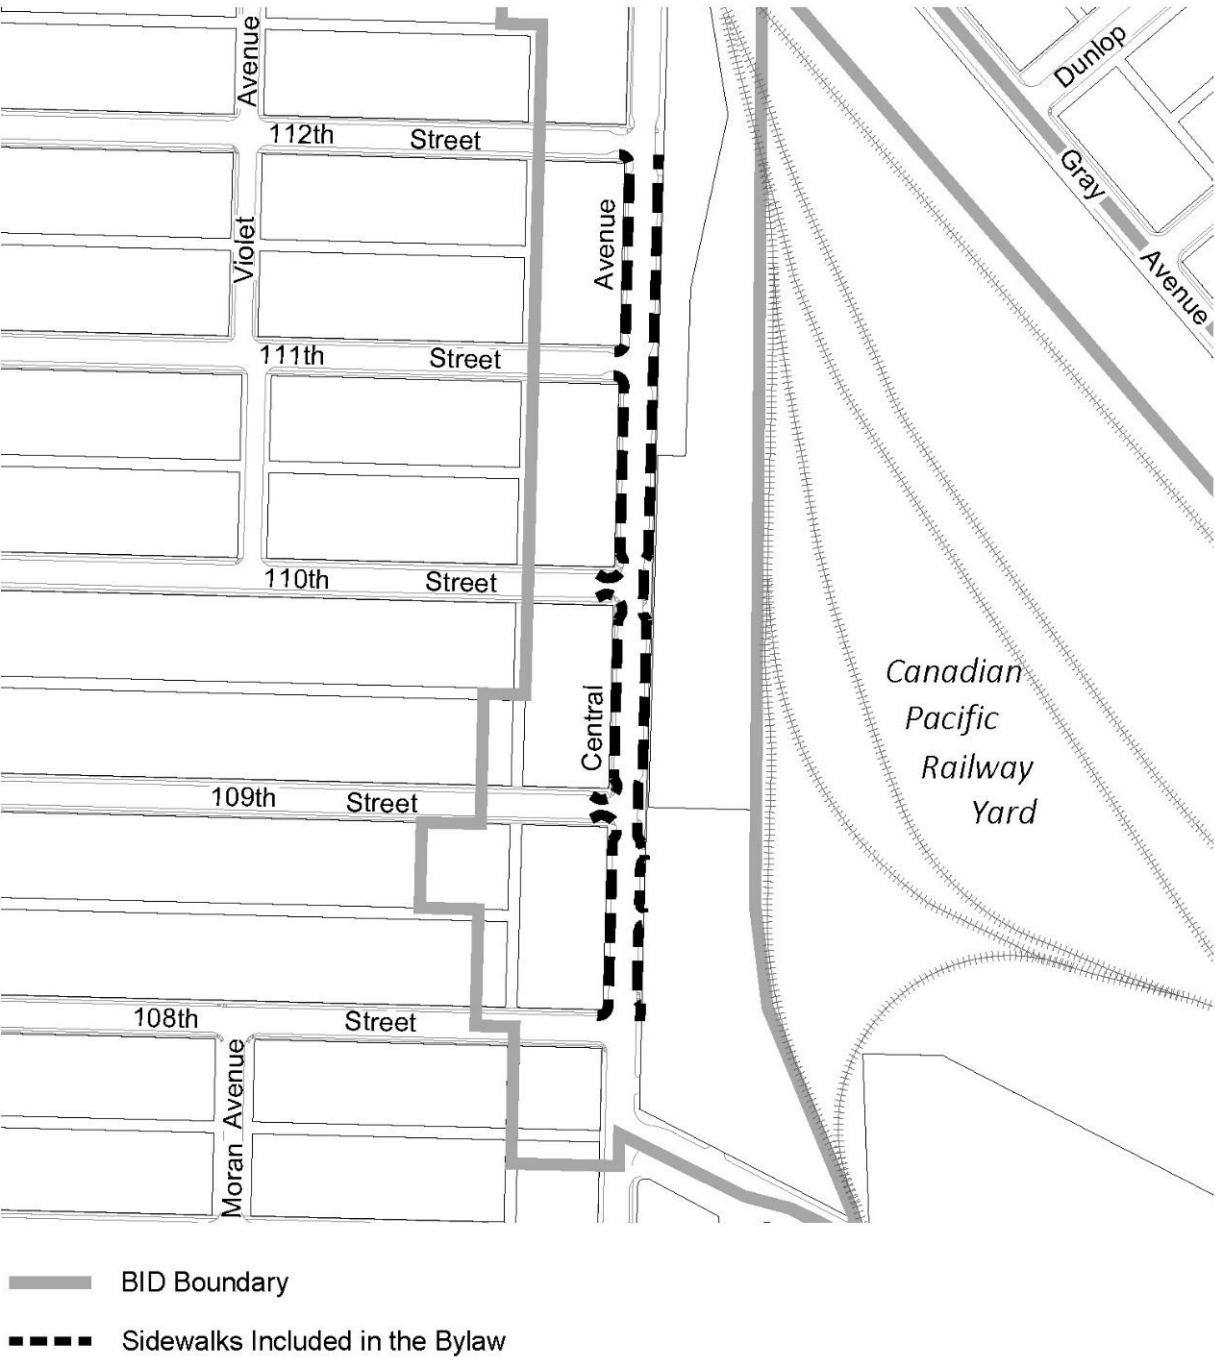 Avenue
Dunlop
112th Street
Gray
Avenue
Violet
Avenue
111th Street
110th Street
Canadian
Pacific
Railway
Yard
Central
109th Street
108th Street
Moran Avenue
BID Boundary
Sidewalks Included in the Bylaw